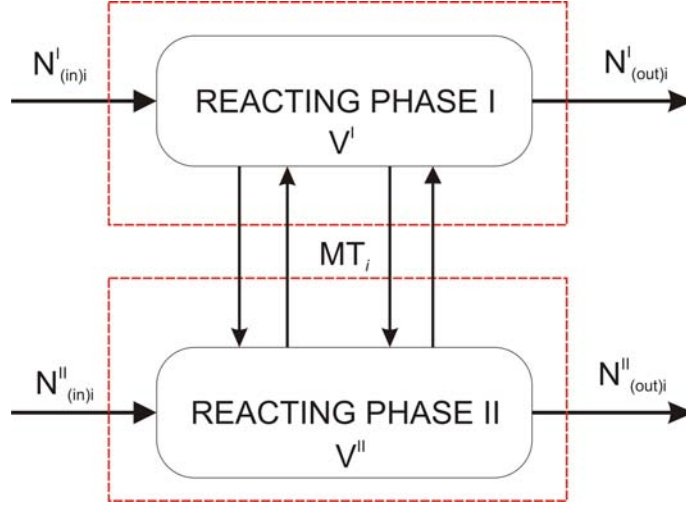 N^I_(in)i
N^I_(out)i
REACTING PHASE I
V^I
MT_i
N^II_(in)i
N^II_(out)i
REACTING PHASE II
V^II